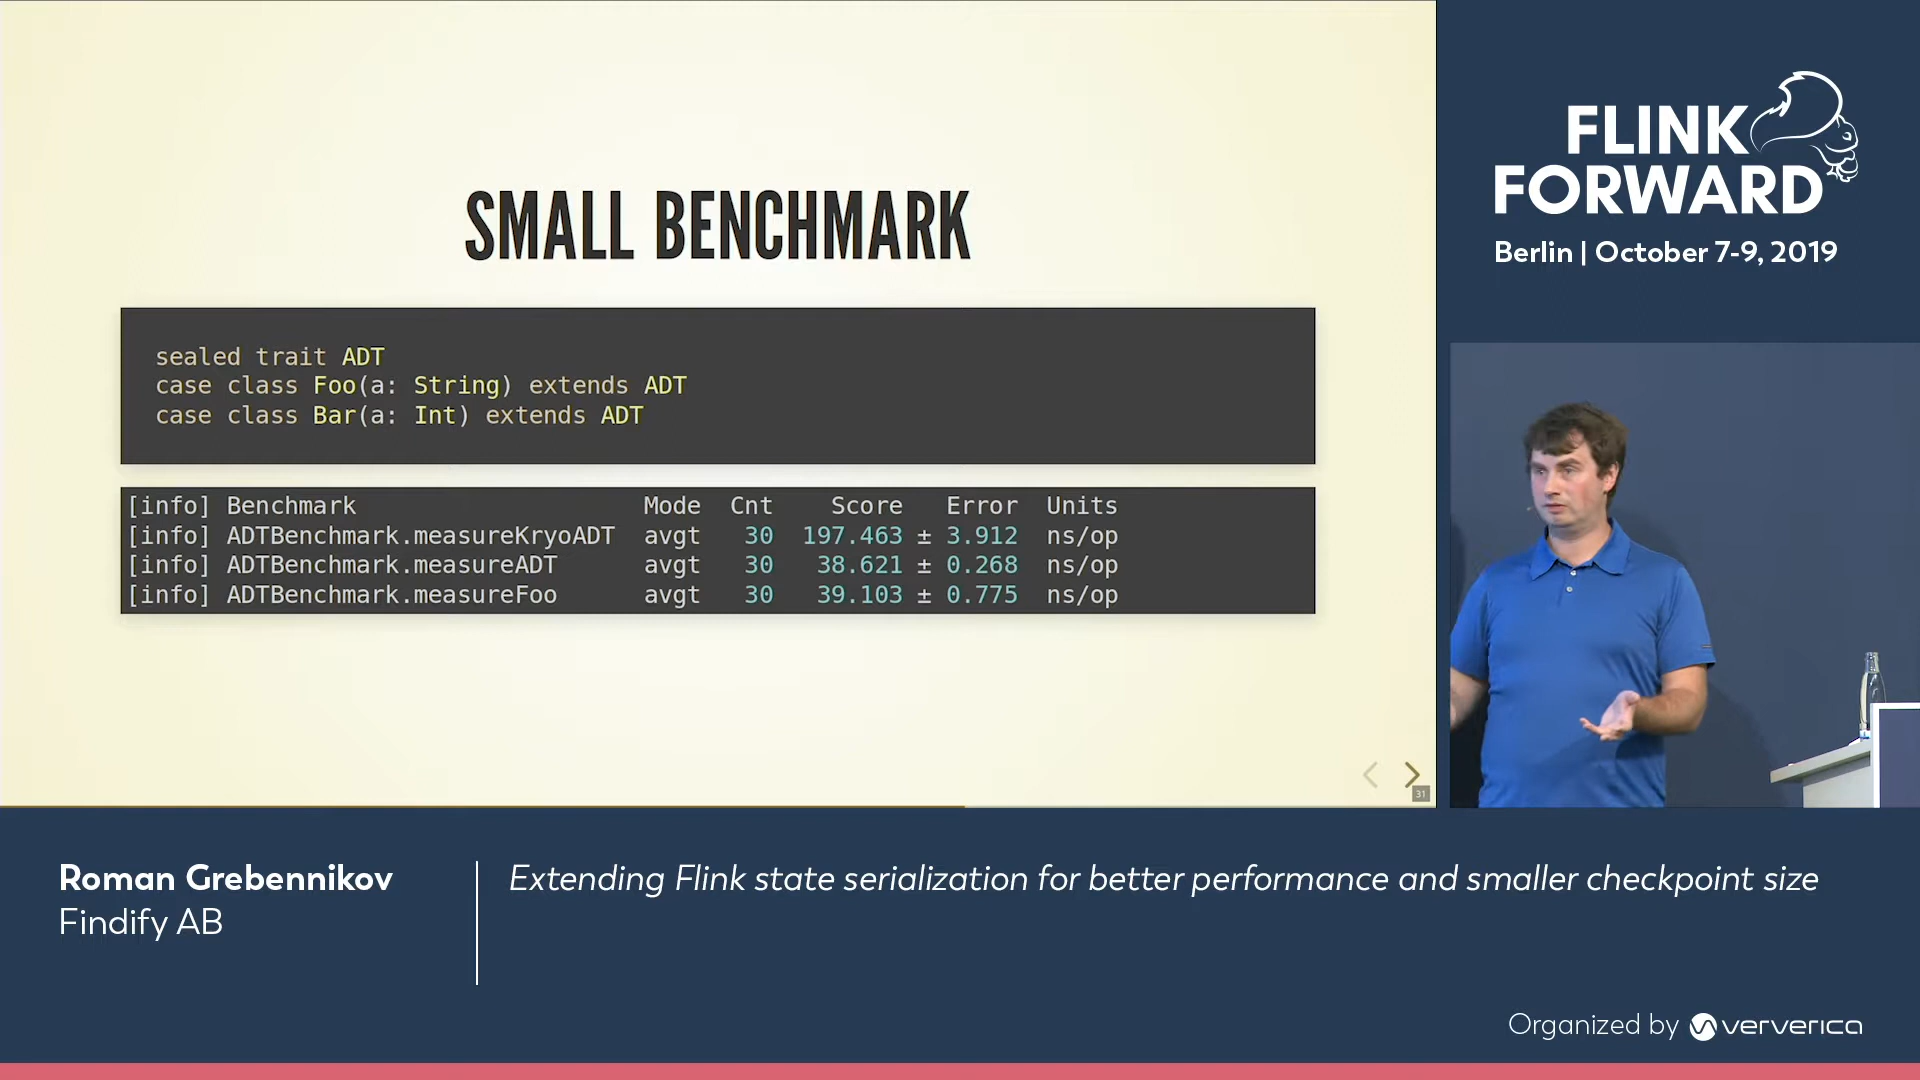 SMALL BENCHMARK
sealed trait ADT
case class Foo(a: String) extends ADT
case class Bar(a: Int) extends ADT
[info] Benchmark Mode Cnt Score Error Units
[info] ADTBenchmark.measureKryoADT avgt 30 197.463 ± 3.912 ns/op
[info] ADTBenchmark.measureADT avgt 30 38.621 ± 0.268 ns/op
[info] ADTBenchmark.measureFoo avgt 30 39.103 ± 0.775 ns/op
31
FLINK
FORWARD
Berlin | October 7-9, 2019
Roman Grebennikov
Findify AB
Extending Flink state serialization for better performance and smaller checkpoint size
Organized by ververica